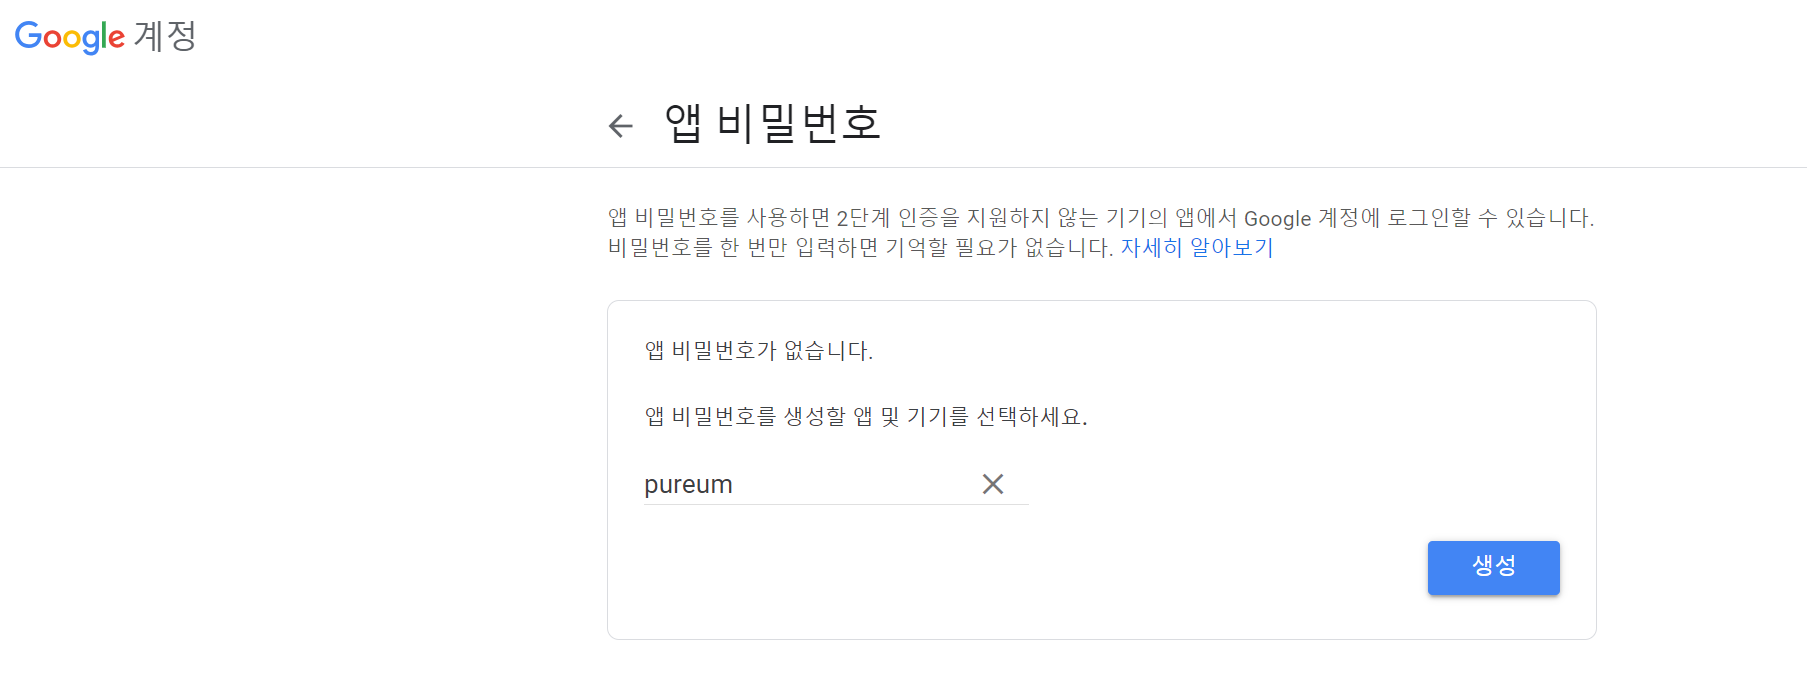 Google 계정
앱 비밀번호
앱 비밀번호를 사용하면 2단계 인증을 지원하지 않는 기기의 앱에서 Google 계정에 로그인할 수 있습니다.
비밀번호를 한 번만 입력하면 기억할 필요가 없습니다. 자세히 알아보기
앱 비밀번호가 없습니다.
앱 비밀번호를 생성할 앱 및 기기를 선택하세요.
pureum
생성